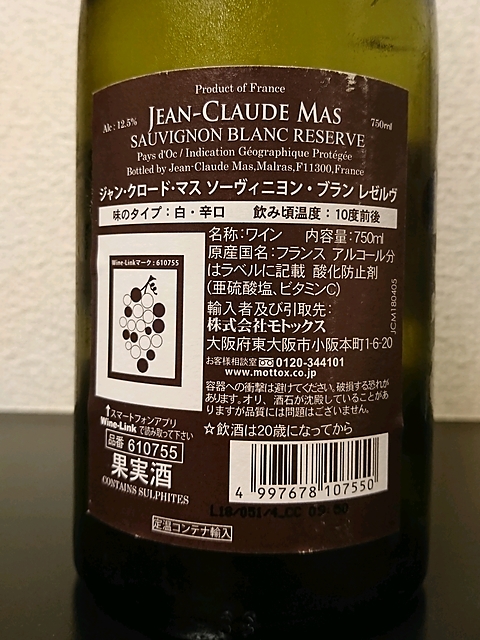 Product of France
Alc : 12.5%
JEAN-CLAUDE MAS
750ml
SAUVIGNON BLANC RESERVE
Pays d'Oc / Indication Géographique Protégée
Bottled by Jean-Claude Mas,Malras,F11300,France
ジャン・クロード・マス ソーヴィニヨン・ブラン レゼルヴ
味のタイプ：白・辛口 飲み頃温度：10度前後
名称：ワイン 内容量：750ml
原産国名：フランス アルコール分
はラベルに記載 酸化防止剤
(亜硫酸塩、ビタミンC)
輸入者及び引取先：
株式会社モトックス
大阪府東大阪市小阪本町1-6-20
お客様相談室 0120-344101
www.mottox.co.jp
容器への衝撃は避けてください。破損する恐れが
あります。オリ、酒石が沈殿していることがあ
りますが品質には問題はございません。
☆飲酒は20歳になってから
JCM180405
Wine-Linkマーク：610755
↑スマートフォンアプリ
Wine-Link で読み取って下さい
品番 610755
果実酒
CONTAINS SULPHITES
4 997678 107550
L18/051/4_CC 09:50
定温コンテナ輸入